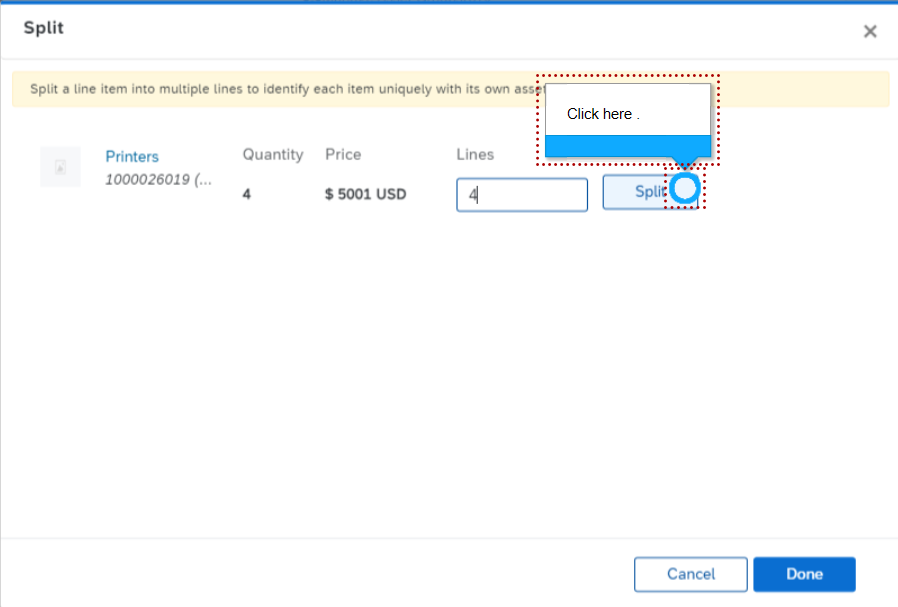 Split
Split a line item into multiple lines to identify each item uniquely with its own asset
Click here .
Printers
1000026019 (...
Quantity
4
Price
$ 5001 USD
Lines
4
Split
Cancel
Done